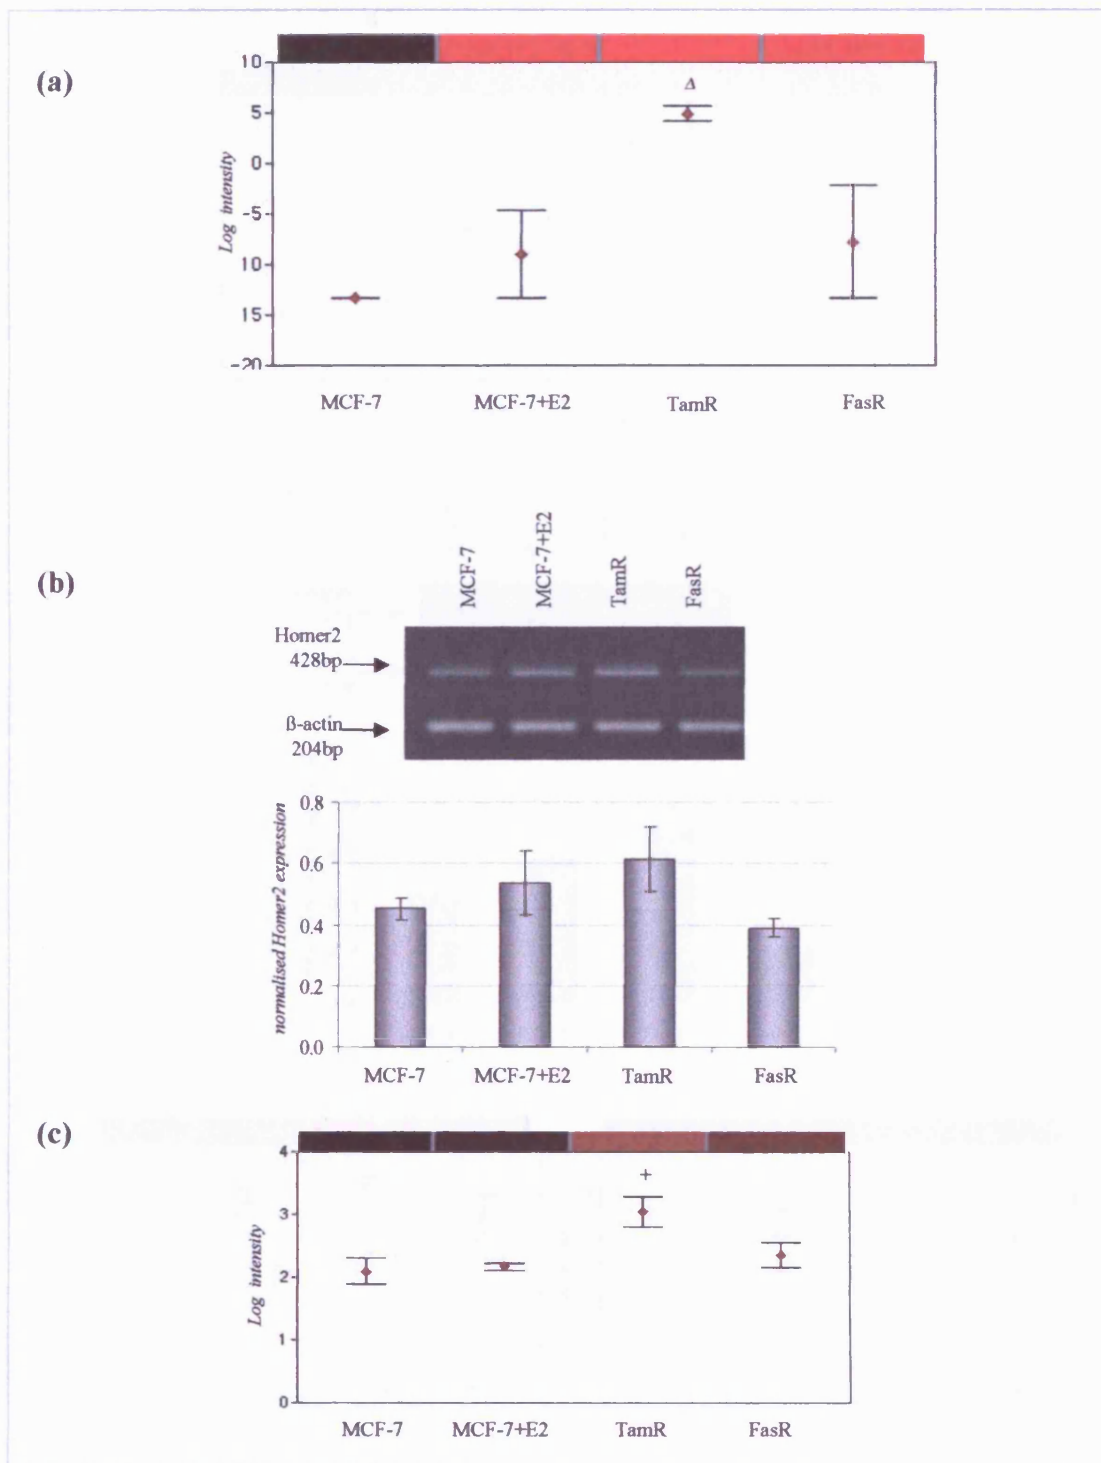 (a)
Log intensity
10
5
0
-5
10
15
-20
Δ
MCF-7 MCF-7+E2 TamR FasR
(b)
MCF-7
MCF-7+E2
TamR
FasR
Homer2
428bp
ß-actin
204bp
normalised Homer2 expression
0.8
0.6
0.4
0.2
0.0
MCF-7 MCF-7+E2 TamR FasR
(c)
Log intensity
4
3
2
1
0
+
MCF-7 MCF-7+E2 TamR FasR